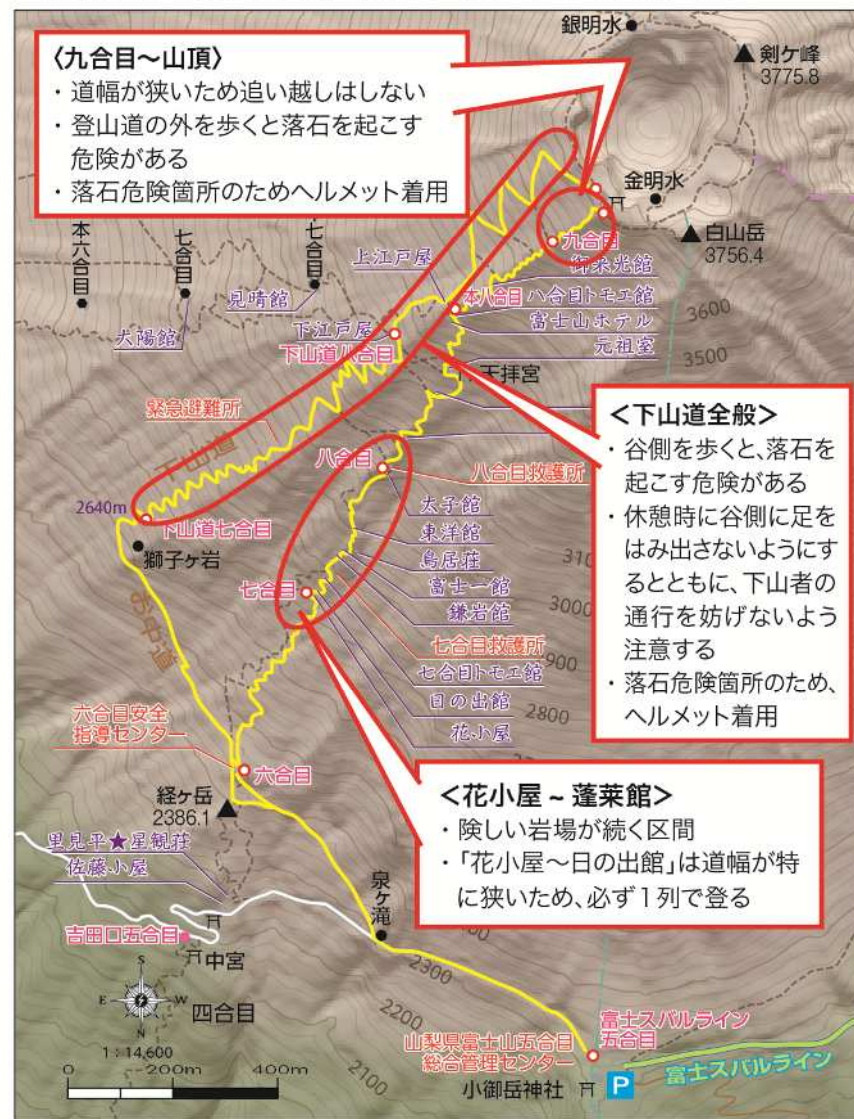 銀明水
剣ケ峰
3775.8
〈九合目～山頂〉
・道幅が狭いため追い越しはしない
・登山道の外を歩くと落石を起こす
危険がある
・落石危険箇所のためヘルメット着用
金明水
白山岳
3756.4
九合目
本六合目
七合目
七合目
見晴館
大陽館
上江戸屋
御来光館
本八合目
八合目トモエ館
富士山ホテル
元祖室
3600
3500
下江戸屋
下山道八合目
天拝宮
緊急避難所
下山道
2640m
下山道七合目
獅子ヶ岩
お中道
八合目
八合目救護所
太子館
東洋館
鳥居荘
富士一館
鎌岩館
七合目
七合目救護所
七合目トモエ館
日の出館
花小屋
3000
2800
<下山道全般>
・谷側を歩くと、落石を
起こす危険がある
・休憩時に谷側に足を
はみ出さないようにす
るとともに、下山者の
通行を妨げないよう
注意する
・落石危険箇所のため、
ヘルメット着用
六合目安全
指導センター
六合目
経ヶ岳
2386.1
里見平★星観荘
佐藤小屋
<花小屋 ~ 蓬莱館>
・険しい岩場が続く区間
・「花小屋～日の出館」は道幅が特
に狭いため、必ず１列で登る
吉田口五合目
中宮
泉ヶ滝
S
E
W
N
四合目
1：14,600
0 200m 400m
2300
2200
2100
山梨県富士山五合目
総合管理センター
富士スバルライン
五合目
小御岳神社
P
富士スバルライン